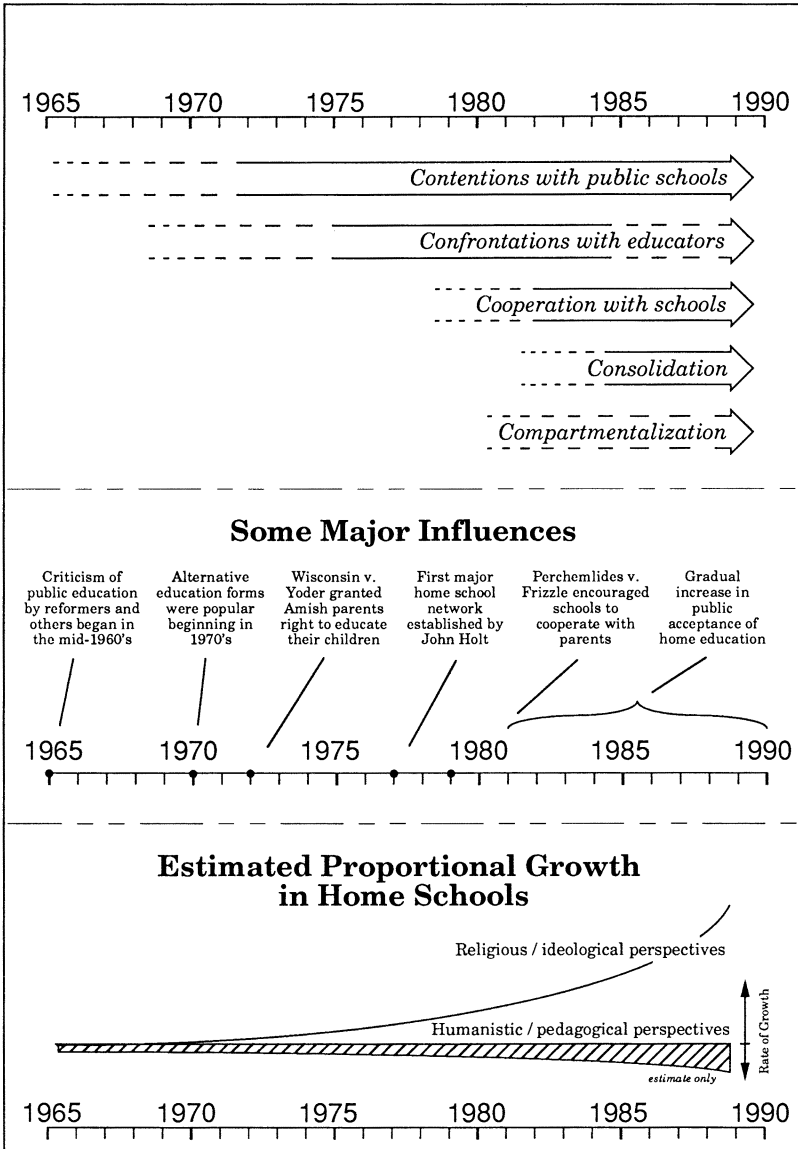 1965 1970 1975 1980 1985 1990
Contentions with public schools
Confrontations with educators
Cooperation with schools
Consolidation
Compartmentalization
Some Major Influences
Criticism of
public education
by reformers and
others began in
the mid-1960's
Alternative
education forms
were popular
beginning in
1970's
Wisconsin v.
Yoder granted
Amish parents
right to educate
their children
First major
home school
network
established by
John Holt
Perchemlides v.
Frizzle encouraged
schools to
cooperate with
parents
Gradual
increase in
public
acceptance of
home education
1965 1970 1975 1980 1985 1990
Estimated Proportional Growth
in Home Schools
Religious / ideological perspectives
Humanistic / pedagogical perspectives
Rate of Growth
estimate only
1965 1970 1975 1980 1985 1990